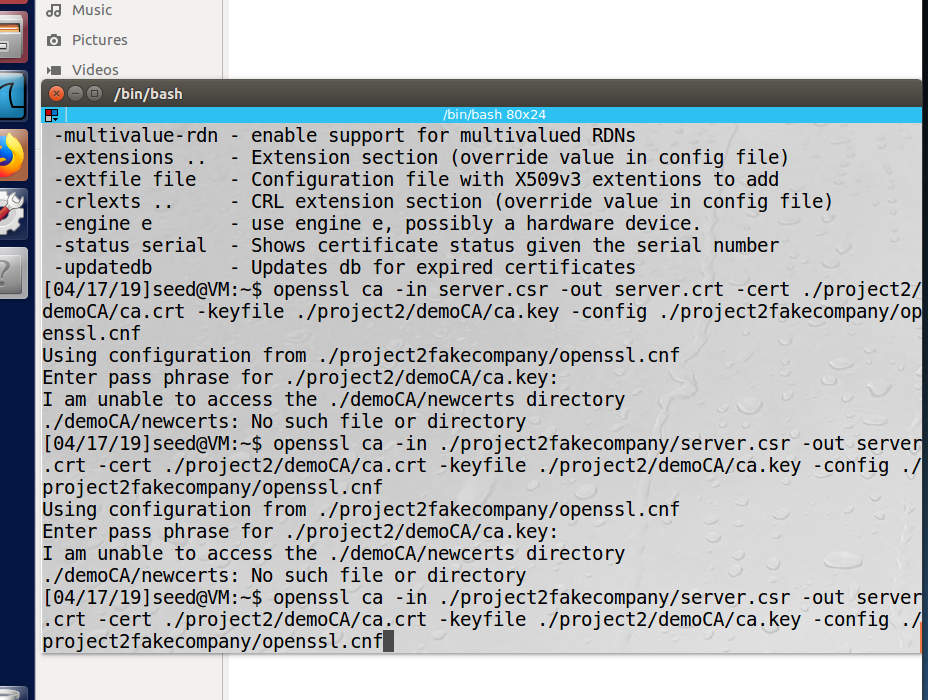 Music
Pictures
Videos
/bin/bash
/bin/bash 80x24
-multivalue-rdn - enable support for multivalued RDNs
-extensions .. - Extension section (override value in config file)
-extfile file - Configuration file with X509v3 extentions to add
-crlexts .. - CRL extension section (override value in config file)
-engine e - use engine e, possibly a hardware device.
-status serial - Shows certificate status given the serial number
-updatedb - Updates db for expired certificates
[04/17/19]seed@VM:~$ openssl ca -in server.csr -out server.crt -cert ./project2/
demoCA/ca.crt -keyfile ./project2/demoCA/ca.key -config ./project2fakecompany/op
enssl.cnf
Using configuration from ./project2fakecompany/openssl.cnf
Enter pass phrase for ./project2/demoCA/ca.key:
I am unable to access the ./demoCA/newcerts directory
./demoCA/newcerts: No such file or directory
[04/17/19]seed@VM:~$ openssl ca -in ./project2fakecompany/server.csr -out server
.crt -cert ./project2/demoCA/ca.crt -keyfile ./project2/demoCA/ca.key -config ./
project2fakecompany/openssl.cnf
Using configuration from ./project2fakecompany/openssl.cnf
Enter pass phrase for ./project2/demoCA/ca.key:
I am unable to access the ./demoCA/newcerts directory
./demoCA/newcerts: No such file or directory
[04/17/19]seed@VM:~$ openssl ca -in ./project2fakecompany/server.csr -out server
.crt -cert ./project2/demoCA/ca.crt -keyfile ./project2/demoCA/ca.key -config ./
project2fakecompany/openssl.cnf